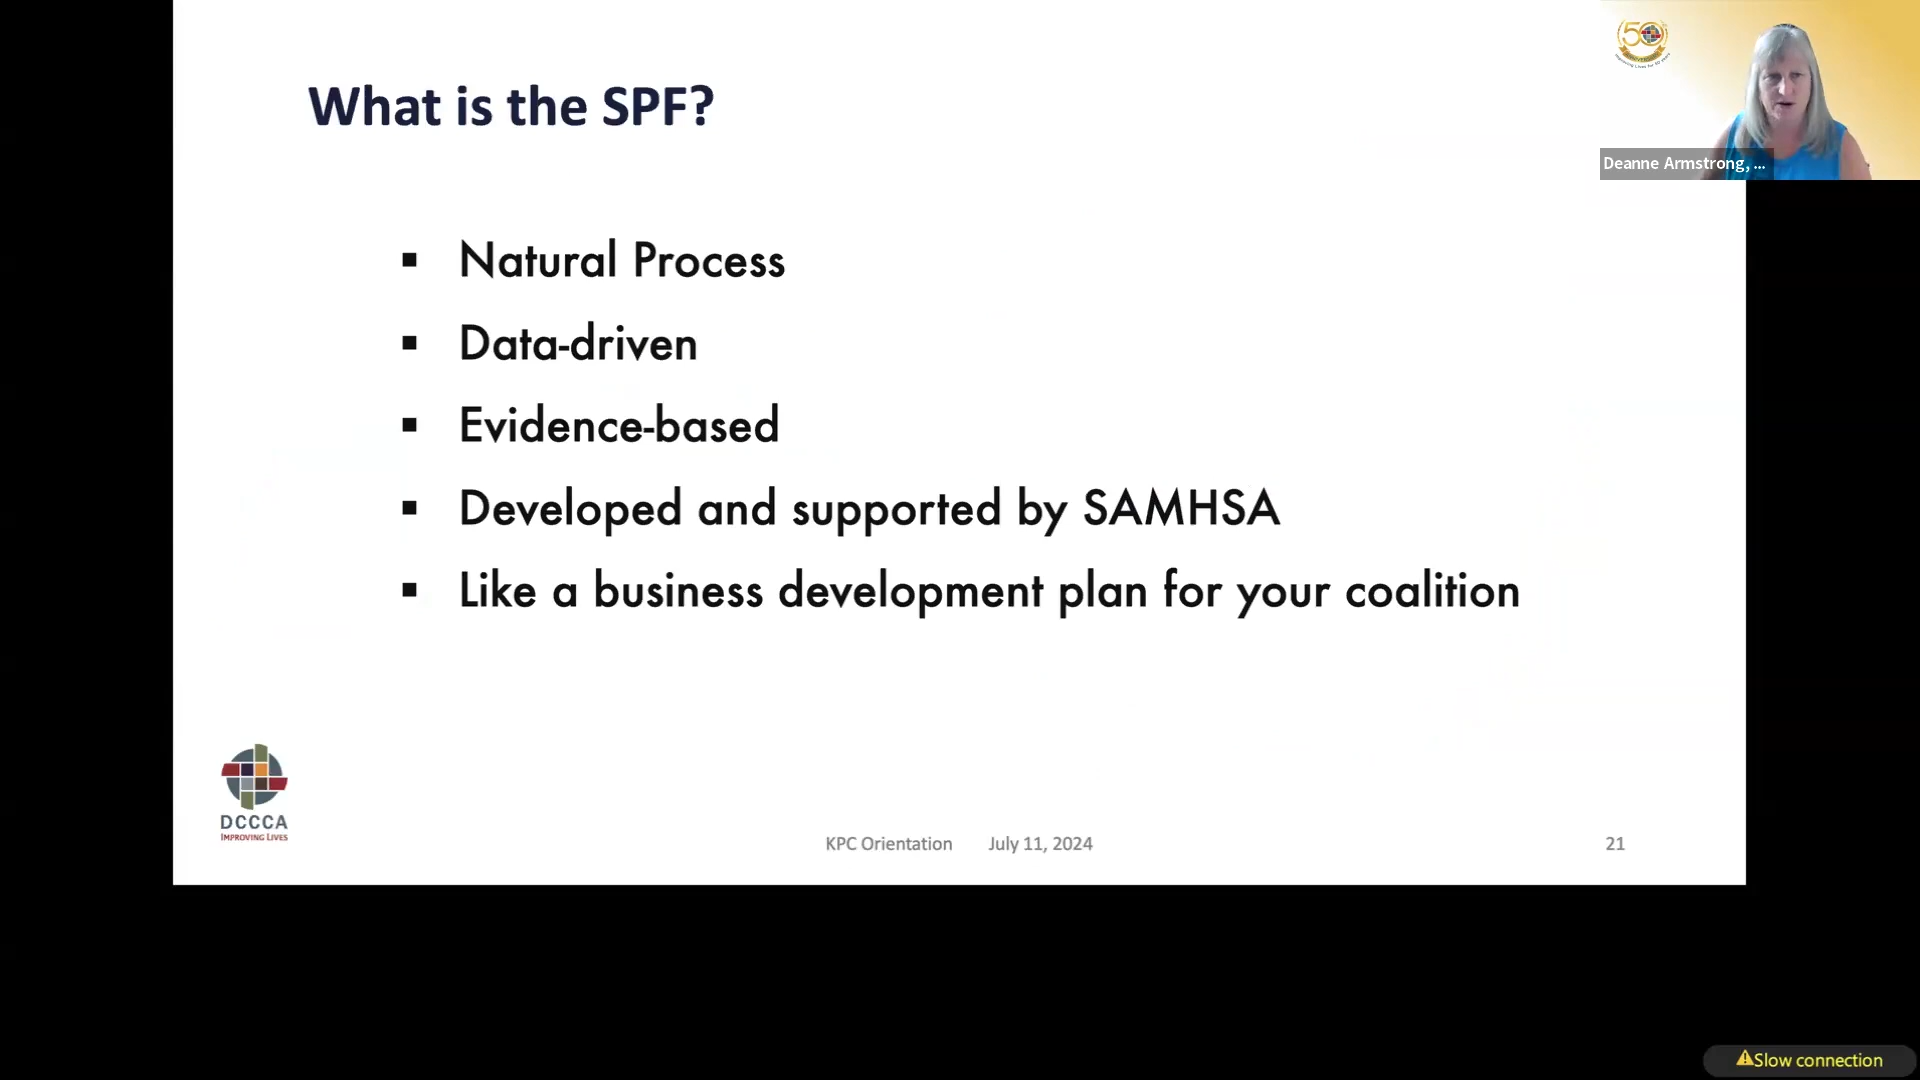 What is the SPF?
50
Deanne Armstrong, ...
▪ Natural Process
▪ Data-driven
▪ Evidence-based
▪ Developed and supported by SAMHSA
▪ Like a business development plan for your coalition
DCCCA
IMPROVING LIVES
KPC Orientation July 11, 2024
21
Slow connection